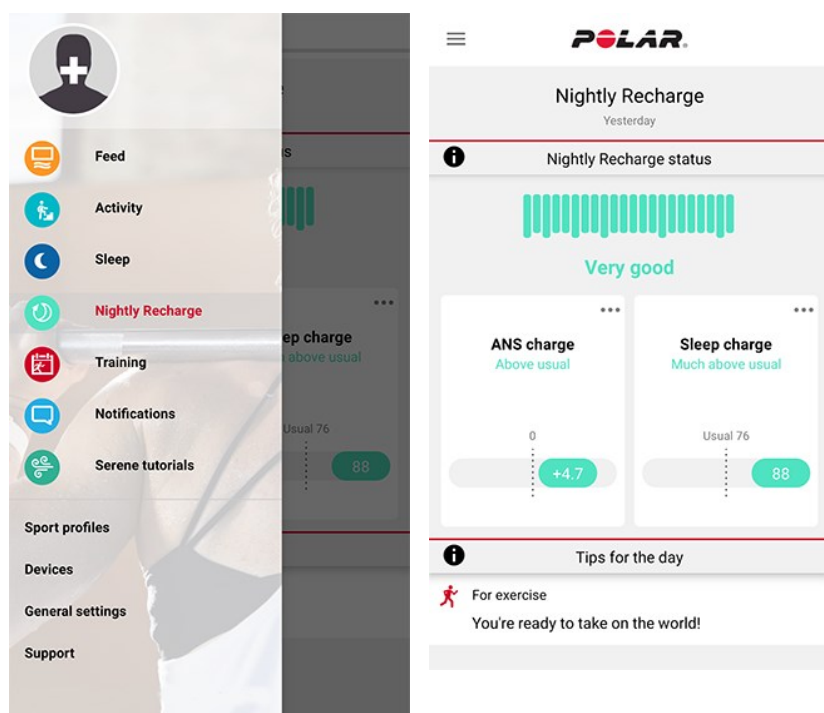 Feed
Activity
Sleep
Nightly Recharge
Training
Notifications
Serene tutorials
Sport profiles
Devices
General settings
Support
us
ep charge
above usual
Usual 76
88
POLAR.
Nightly Recharge
Yesterday
Nightly Recharge status
Very good
ANS charge
Above usual
0
+4.7
Sleep charge
Much above usual
Usual 76
88
Tips for the day
For exercise
You're ready to take on the world!